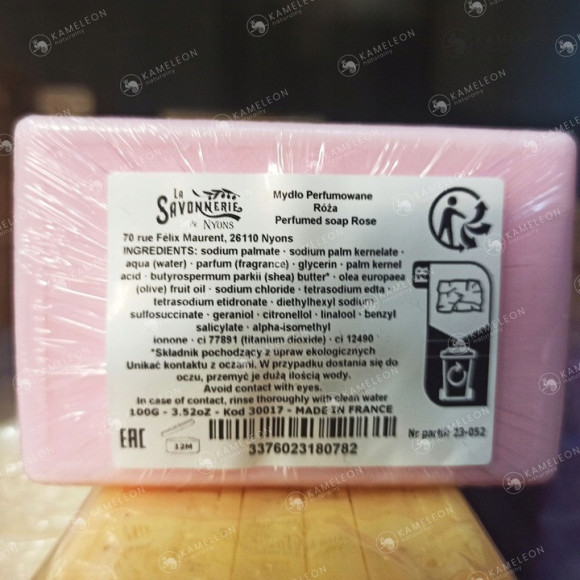 La
SAVONNERIE
de NYONS
Mydło Perfumowane
Róża
Perfumed soap Rose
70 rue Félix Maurent, 26110 Nyons
INGREDIENTS: sodium palmate · sodium palm kernelate ·
aqua (water) · parfum (fragrance) · glycerin · palm kernel
acid · butyrospermum parkii (shea) butter* · olea europaea
(olive) fruit oil · sodium chloride · tetrasodium edta ·
tetrasodium etidronate · diethylhexyl sodium
sulfosuccinate · geraniol · citronellol · linalool · benzyl
salicylate · alpha-isomethyl
ionone · ci 77891 (titanium dioxide) · ci 12490
*Składnik pochodzący z upraw ekologicznych
Unikać kontaktu z oczami. W przypadku dostania się do
oczu, przemyć je dużą ilością wody.
Avoid contact with eyes.
In case of contact, rinse thoroughly with clean water
100G - 3.52oZ - Kod 30017 - MADE IN FRANCE
FR
EAC
12M
3376023180782
Nr partii: 23-052
KAMELEON
naturalny